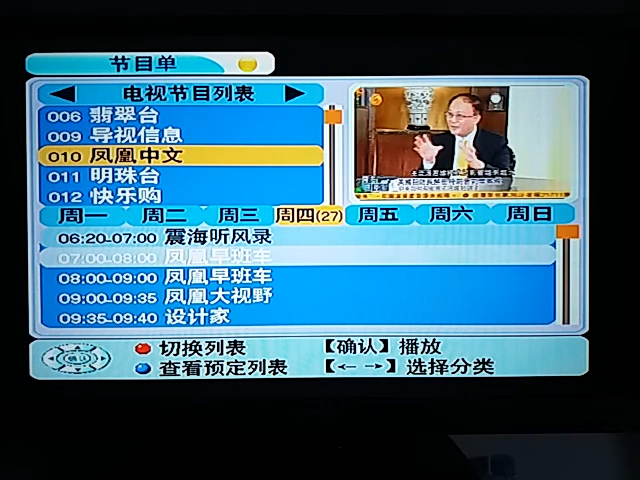 节目单
电视节目列表
006 翡翠台
009 导视信息
010 凤凰中文
011 明珠台
012 快乐购
周一 周二 周三 周四(27) 周五 周六 周日
06:20-07:00 震海听风录
07:00-08:00 凤凰早班车
08:00-09:00 凤凰早班车
09:00-09:35 凤凰大视野
09:35-09:40 设计家
确认
切换列表 【确认】播放
查看预定列表 【←→】选择分类